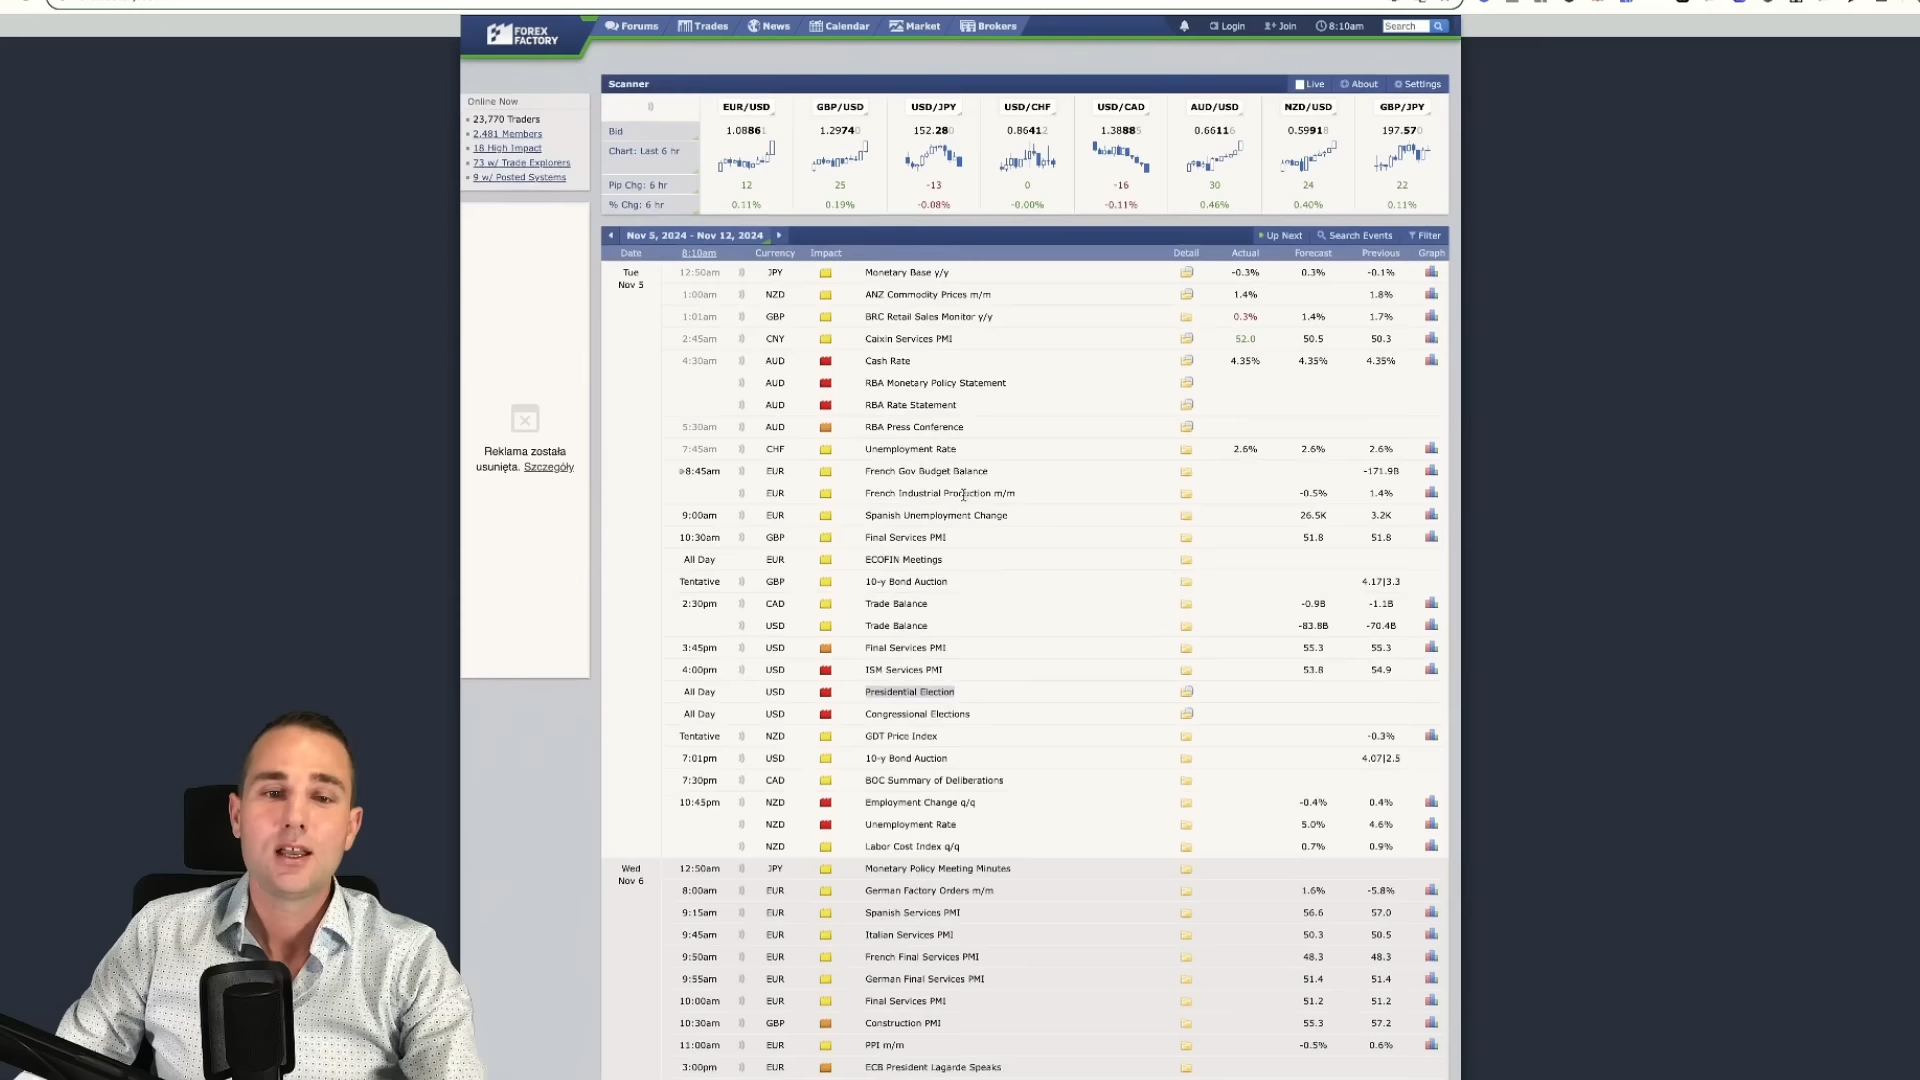 FOREX FACTORY
Forums Trades News Calendar Market Brokers Login Join 8:10am Search
Scanner Live About Settings
Online Now
23,770 Traders
2,481 Members
18 High Impact
73 w/ Trade Explorers
9 w/ Posted Systems
EUR/USD GBP/USD USD/JPY USD/CHF USD/CAD AUD/USD NZD/USD GBP/JPY
Bid 1.08861 1.29740 152.280 0.86412 1.38885 0.66116 0.59918 197.570
Chart: Last 6 hr
Pip Chg: 6 hr 12 25 -13 0 -16 30 24 22
% Chg: 6 hr 0.11% 0.19% -0.08% -0.00% -0.11% 0.46% 0.40% 0.11%
Reklama została
usunięta. Szczegóły
Nov 5, 2024 - Nov 12, 2024 Up Next Search Events Filter
Date 8:10am Currency Impact Detail Actual Forecast Previous Graph
Tue Nov 5 12:50am JPY Monetary Base y/y -0.3% 0.3% -0.1%
1:00am NZD ANZ Commodity Prices m/m 1.4% 1.8%
1:01am GBP BRC Retail Sales Monitor y/y 0.3% 1.4% 1.7%
2:45am CNY Caixin Services PMI 52.0 50.5 50.3
4:30am AUD Cash Rate 4.35% 4.35% 4.35%
AUD RBA Monetary Policy Statement
AUD RBA Rate Statement
5:30am AUD RBA Press Conference
7:45am CHF Unemployment Rate 2.6% 2.6% 2.6%
8:45am EUR French Gov Budget Balance -171.9B
EUR French Industrial Production m/m -0.5% 1.4%
9:00am EUR Spanish Unemployment Change 26.5K 3.2K
10:30am GBP Final Services PMI 51.8 51.8
All Day EUR ECOFIN Meetings
Tentative GBP 10-y Bond Auction 4.17|3.3
2:30pm CAD Trade Balance -0.9B -1.1B
USD Trade Balance -83.8B -70.4B
3:45pm USD Final Services PMI 55.3 55.3
4:00pm USD ISM Services PMI 53.8 54.9
All Day USD Presidential Election
All Day USD Congressional Elections
Tentative NZD GDT Price Index -0.3%
7:01pm USD 10-y Bond Auction 4.07|2.5
7:30pm CAD BOC Summary of Deliberations
10:45pm NZD Employment Change q/q -0.4% 0.4%
NZD Unemployment Rate 5.0% 4.6%
NZD Labor Cost Index q/q 0.7% 0.9%
Wed Nov 6 12:50am JPY Monetary Policy Meeting Minutes
8:00am EUR German Factory Orders m/m 1.6% -5.8%
9:15am EUR Spanish Services PMI 56.6 57.0
9:45am EUR Italian Services PMI 50.3 50.5
9:50am EUR French Final Services PMI 48.3 48.3
9:55am EUR German Final Services PMI 51.4 51.4
10:00am EUR Final Services PMI 51.2 51.2
10:30am GBP Construction PMI 55.3 57.2
11:00am EUR PPI m/m -0.5% 0.6%
3:00pm EUR ECB President Lagarde Speaks